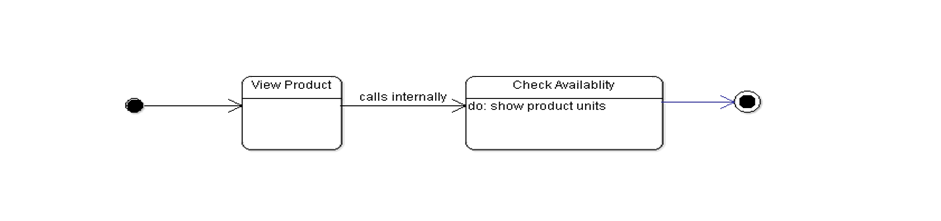 View Product
calls internally
Check Availablity
do: show product units